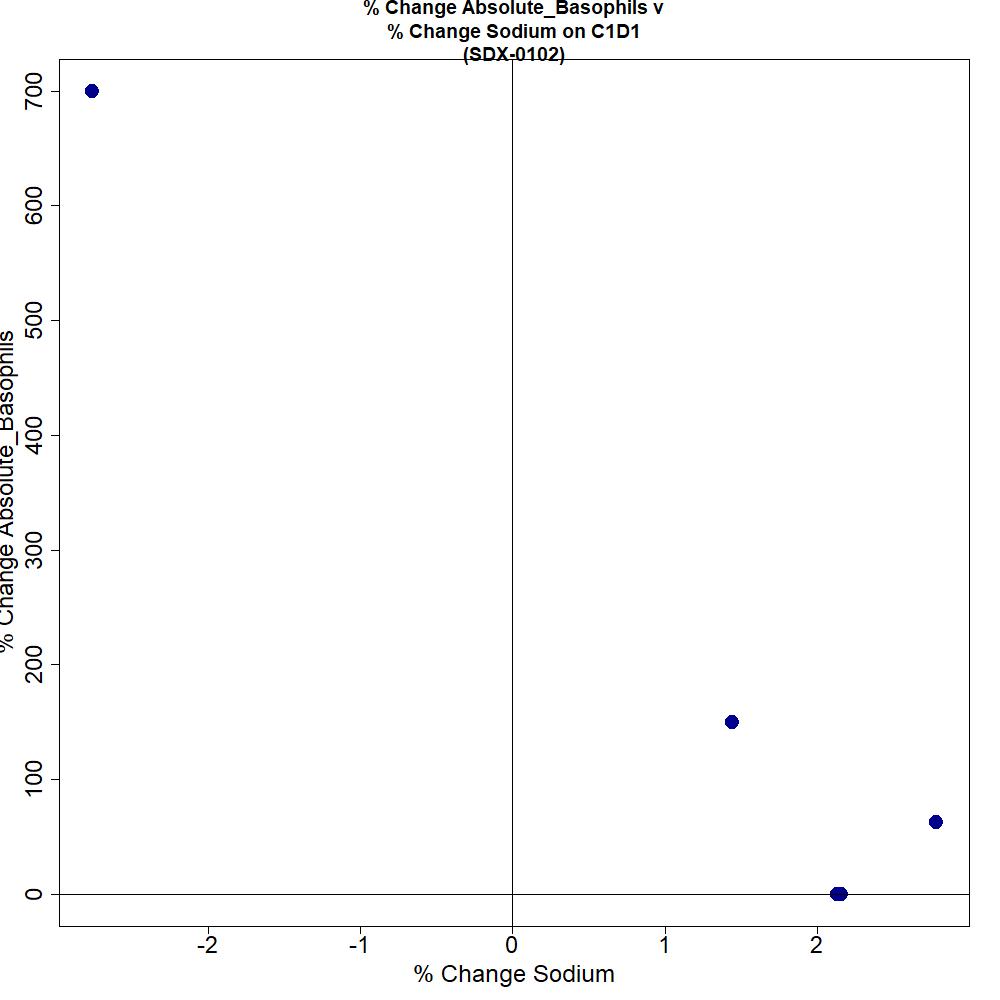 % Change Absolute_Basophils v
% Change Sodium on C1D1
(SDX-0102)
% Change Absolute_Basophils
700
600
500
400
300
200
100
0
-2
-1
0
1
2
% Change Sodium